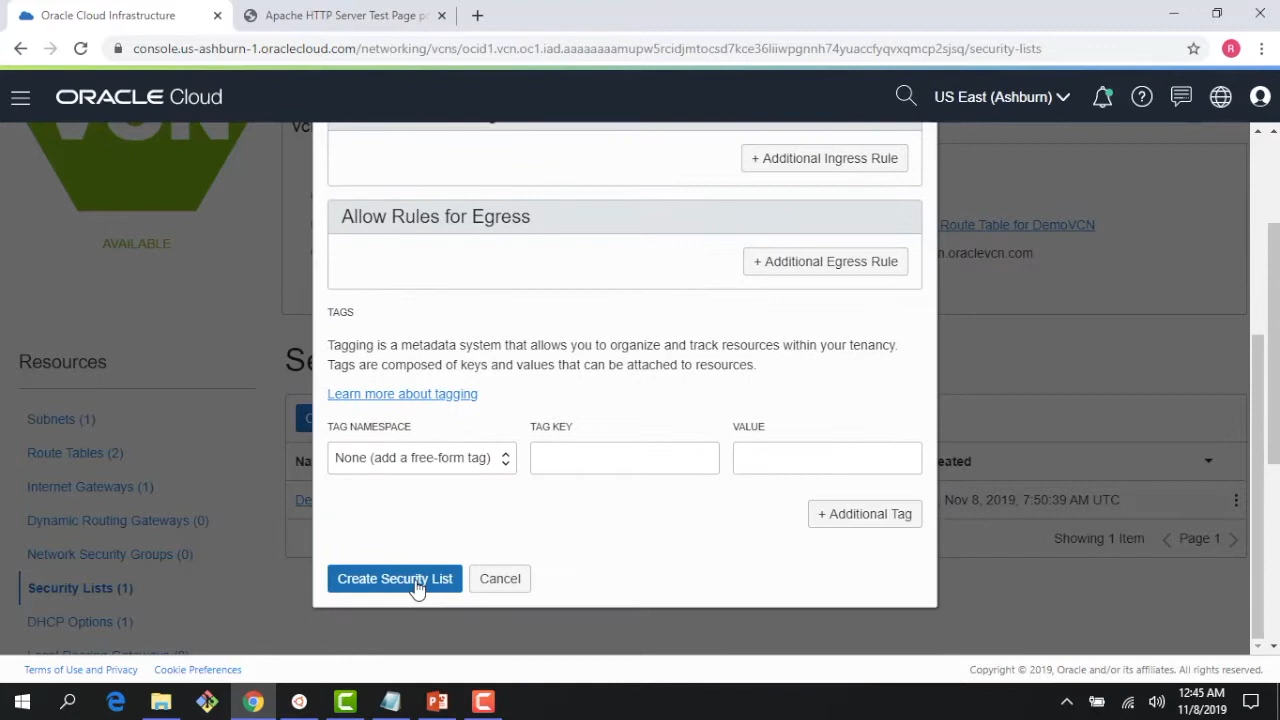 Oracle Cloud Infrastructure
Apache HTTP Server Test Page po
console.us-ashburn-1.oraclecloud.com/networking/vcns/ocid1.vcn.oc1.iad.aaaaaaaamupw5rcidjmtocsd7kce36liiwpgnnh74yuaccfyqvxqmcp2sjsq/security-lists
R
ORACLE Cloud
US East (Ashburn)
VCN
+ Additional Ingress Rule
Allow Rules for Egress
Route Table for DemoVCN
AVAILABLE
n.oraclevcn.com
+ Additional Egress Rule
TAGS
Tagging is a metadata system that allows you to organize and track resources within your tenancy.
Tags are composed of keys and values that can be attached to resources.
Resources
Se
Learn more about tagging
Subnets (1)
C
TAG NAMESPACE
TAG KEY
VALUE
Route Tables (2)
None (add a free-form tag)
Na
eated
Internet Gateways (1)
De
Nov 8, 2019, 7:50:39 AM UTC
Dynamic Routing Gateways (0)
+ Additional Tag
Showing 1 Item
Page 1
Network Security Groups (0)
Create Security List
Cancel
Security Lists (1)
DHCP Options (1)
Local Peering Gateways (0)
Terms of Use and Privacy
Cookie Preferences
Copyright © 2019, Oracle and/or its affiliates. All rights reserved.
12:45 AM
11/8/2019